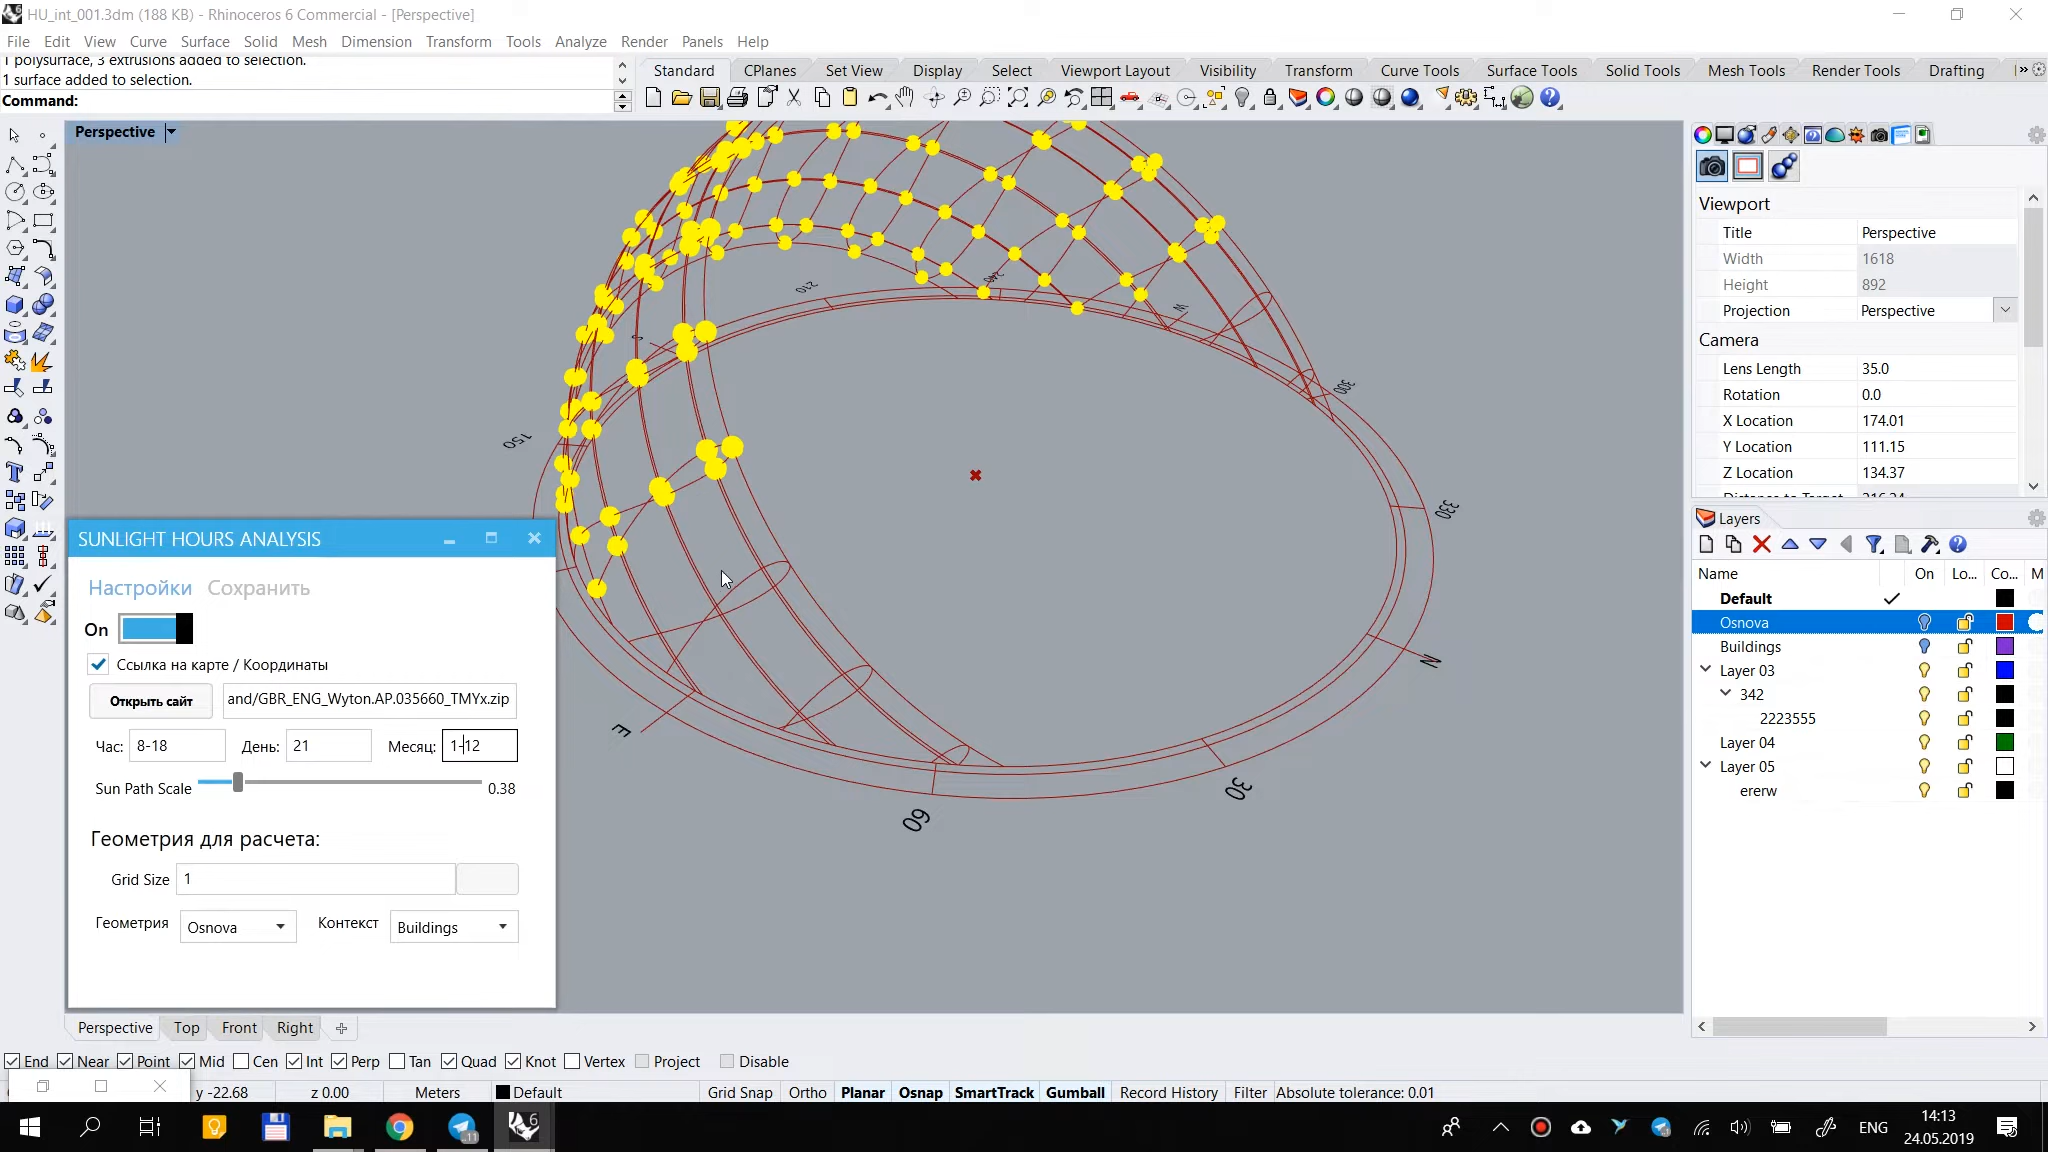 HU_int_001.3dm (188 KB) - Rhinoceros 6 Commercial - [Perspective]
File Edit View Curve Surface Solid Mesh Dimension Transform Tools Analyze Render Panels Help
1 polysurface, 3 extrusions added to selection.
1 surface added to selection.
Command:
Standard CPlanes Set View Display Select Viewport Layout Visibility Transform Curve Tools Surface Tools Solid Tools Mesh Tools Render Tools Drafting
Perspective
210
240
W
S
300
150
330
N
E
30
60
SUNLIGHT HOURS ANALYSIS
Настройки Сохранить
On
Ссылка на карте / Координаты
Открыть сайт and/GBR_ENG_Wyton.AP.035660_TMYx.zip
Час: 8-18 День: 21 Месяц: 1-12
Sun Path Scale 0.38
Геометрия для расчета:
Grid Size 1
Геометрия Osnova Контекст Buildings
Viewport
Title Perspective
Width 1618
Height 892
Projection Perspective
Camera
Lens Length 35.0
Rotation 0.0
X Location 174.01
Y Location 111.15
Z Location 134.37
Layers
Name On Lo... Co... M
Default
Osnova
Buildings
Layer 03
342
2223555
Layer 04
Layer 05
ererw
Perspective Top Front Right
End Near Point Mid Cen Int Perp Tan Quad Knot Vertex Project Disable
y -22.68 z 0.00 Meters Default Grid Snap Ortho Planar Osnap SmartTrack Gumball Record History Filter Absolute tolerance: 0.01
11
6
ENG
14:13
24.05.2019